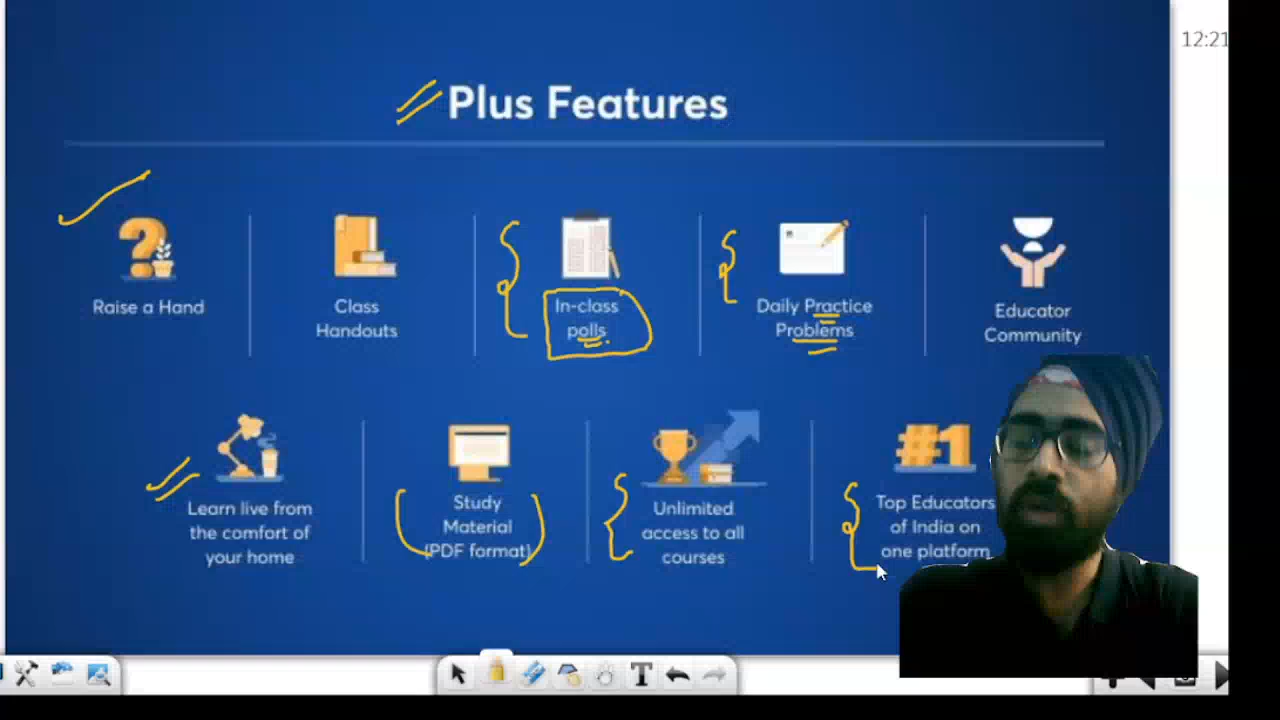 12:21
Plus Features
Raise a Hand
Class
Handouts
In-class
polls
Daily Practice
Problems
Educator
Community
Learn live from
the comfort of
your home
Study
Material
(PDF format)
Unlimited
access to all
courses
#1
Top Educators
of India on
one platform
T